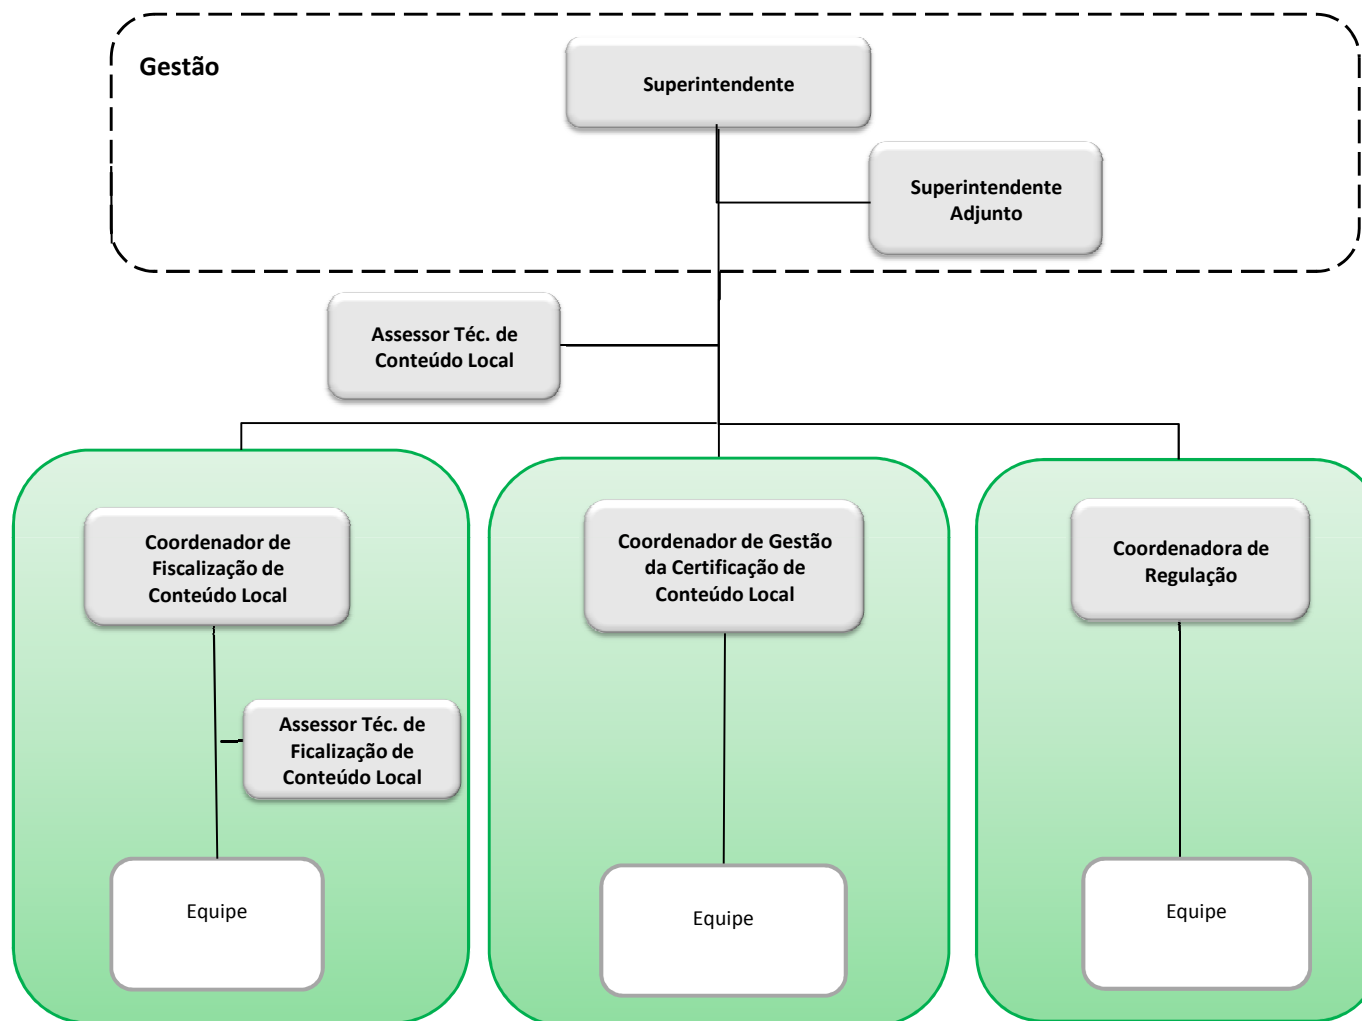 Gestão
Superintendente
Superintendente
Adjunto
Assessor Téc. de
Conteúdo Local
Coordenador de
Fiscalização de
Conteúdo Local
Coordenador de Gestão
da Certificação de
Conteúdo Local
Coordenadora de
Regulação
Assessor Téc. de
Ficalização de
Conteúdo Local
Equipe
Equipe
Equipe